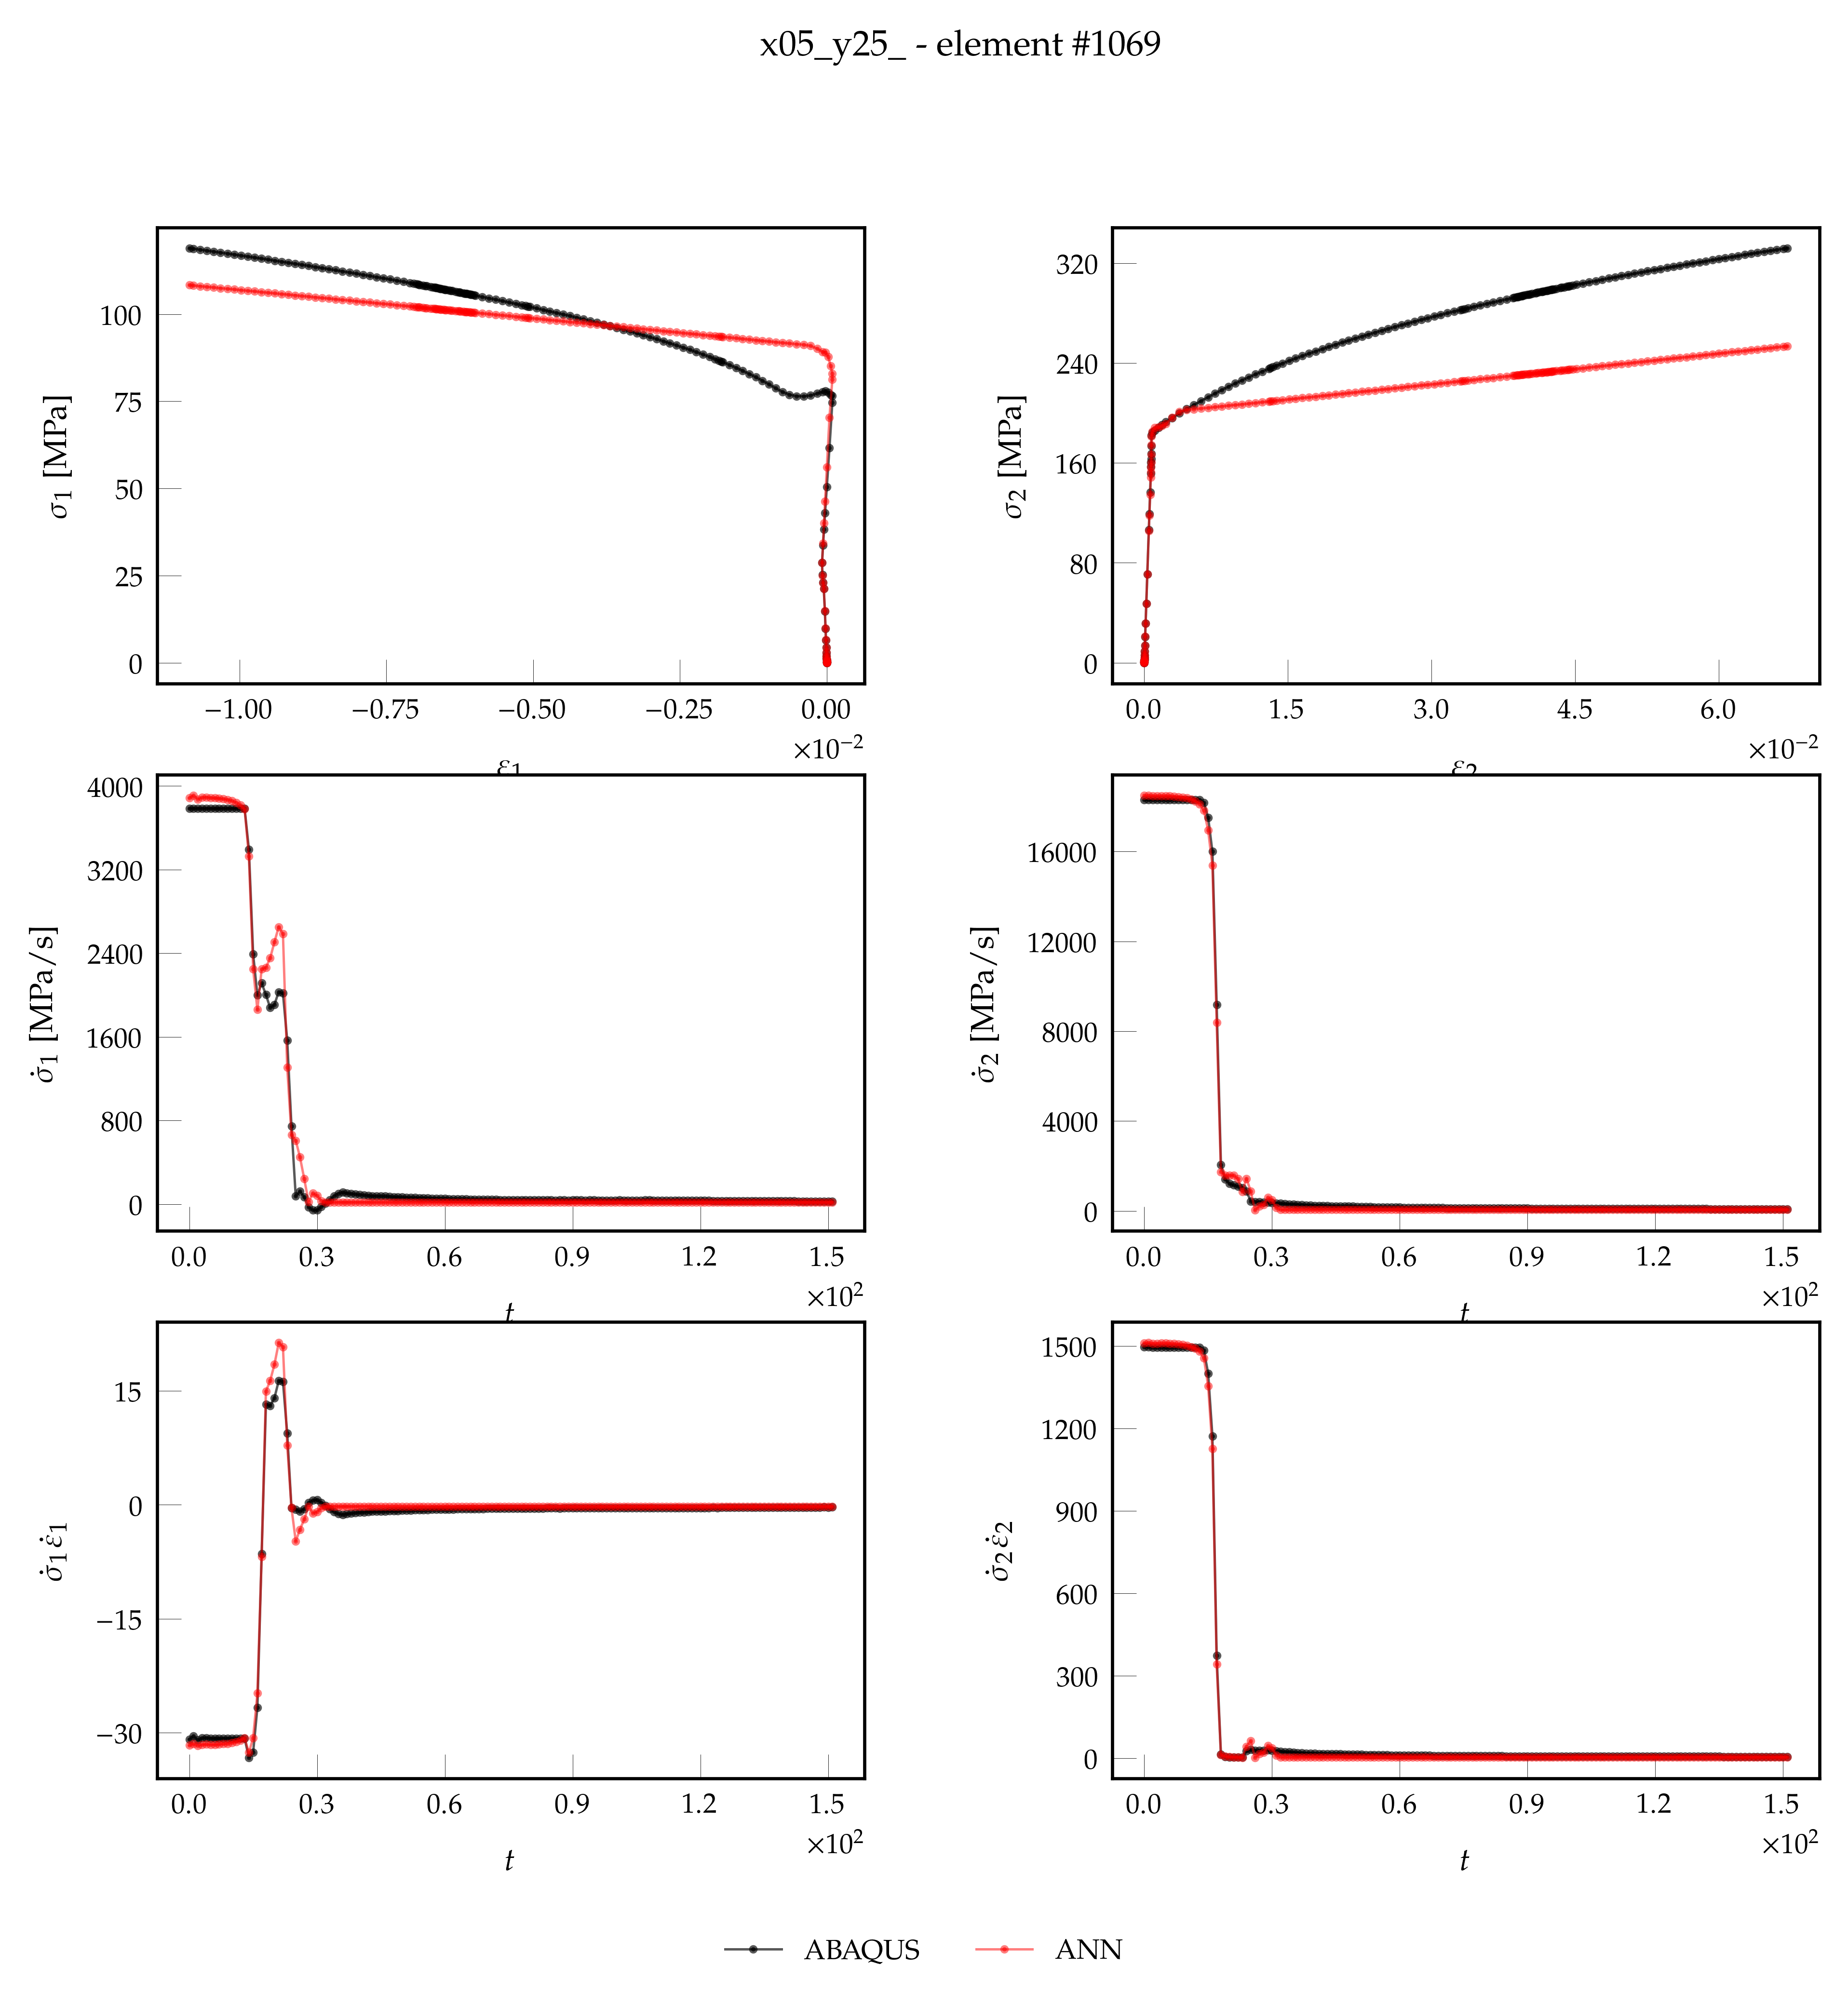 x05_y25_ - element #1069
σ1 [MPa]
100
75
50
25
0
−1.00 −0.75 −0.50 −0.25 0.00
×10−2
ε1
σ2 [MPa]
320
240
160
80
0
0.0 1.5 3.0 4.5 6.0
×10−2
ε2
σ̇1 [MPa/s]
4000
3200
2400
1600
800
0
0.0 0.3 0.6 0.9 1.2 1.5
×102
t
σ̇2 [MPa/s]
16000
12000
8000
4000
0
0.0 0.3 0.6 0.9 1.2 1.5
×102
t
σ̇1ε̇1
15
0
−15
−30
0.0 0.3 0.6 0.9 1.2 1.5
×102
t
σ̇2ε̇2
1500
1200
900
600
300
0
0.0 0.3 0.6 0.9 1.2 1.5
×102
t
ABAQUS ANN